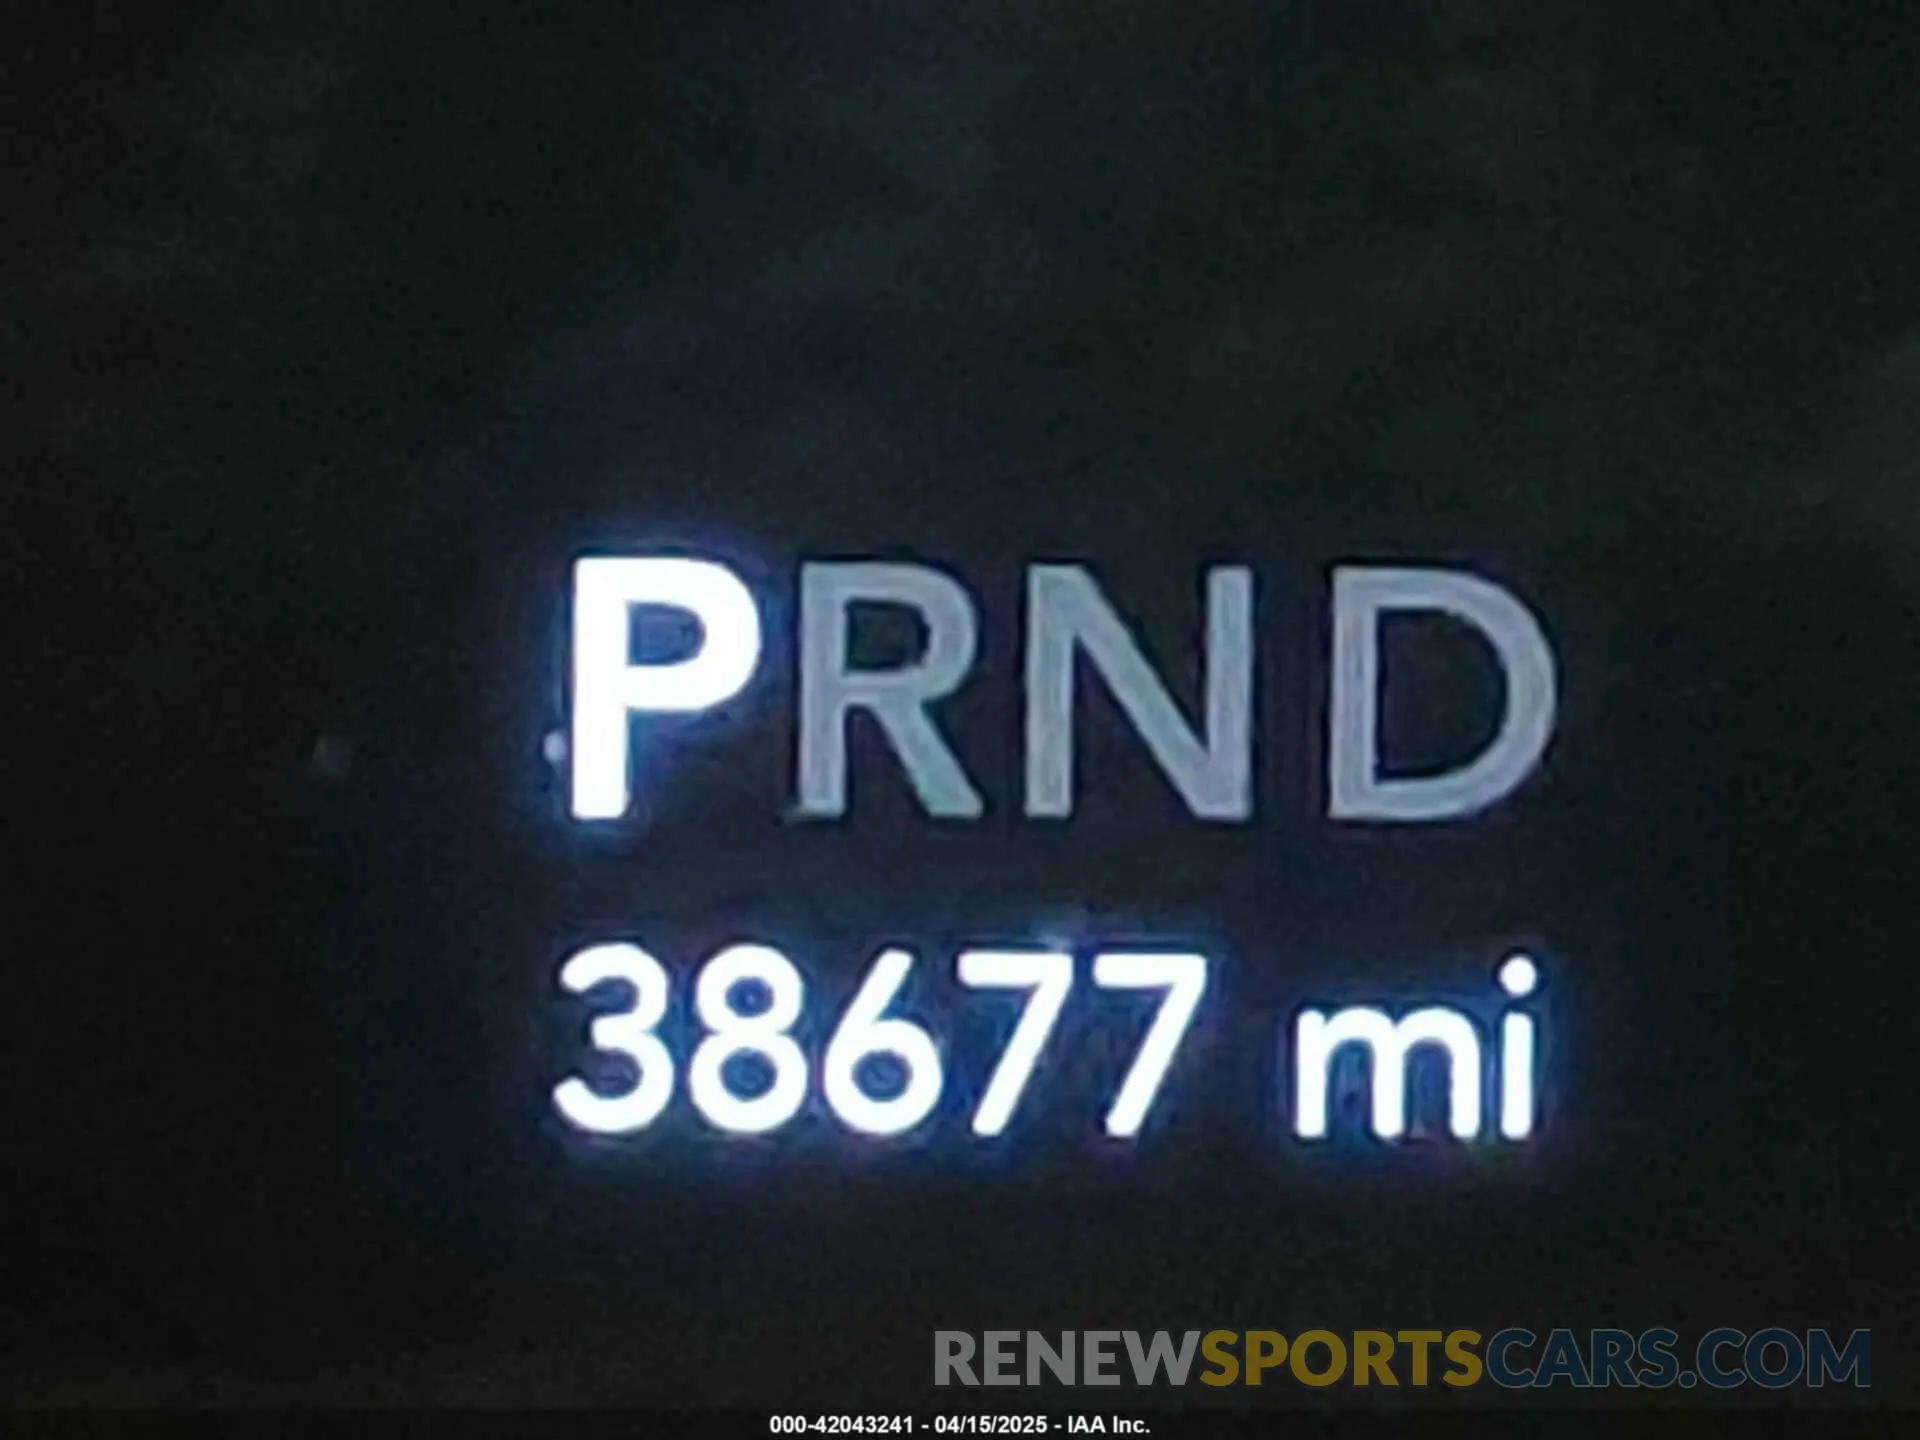 PRND
38677 mi
RENEWSPORTSCARS.COM
000-42043241 - 04/15/2025 - IAA Inc.